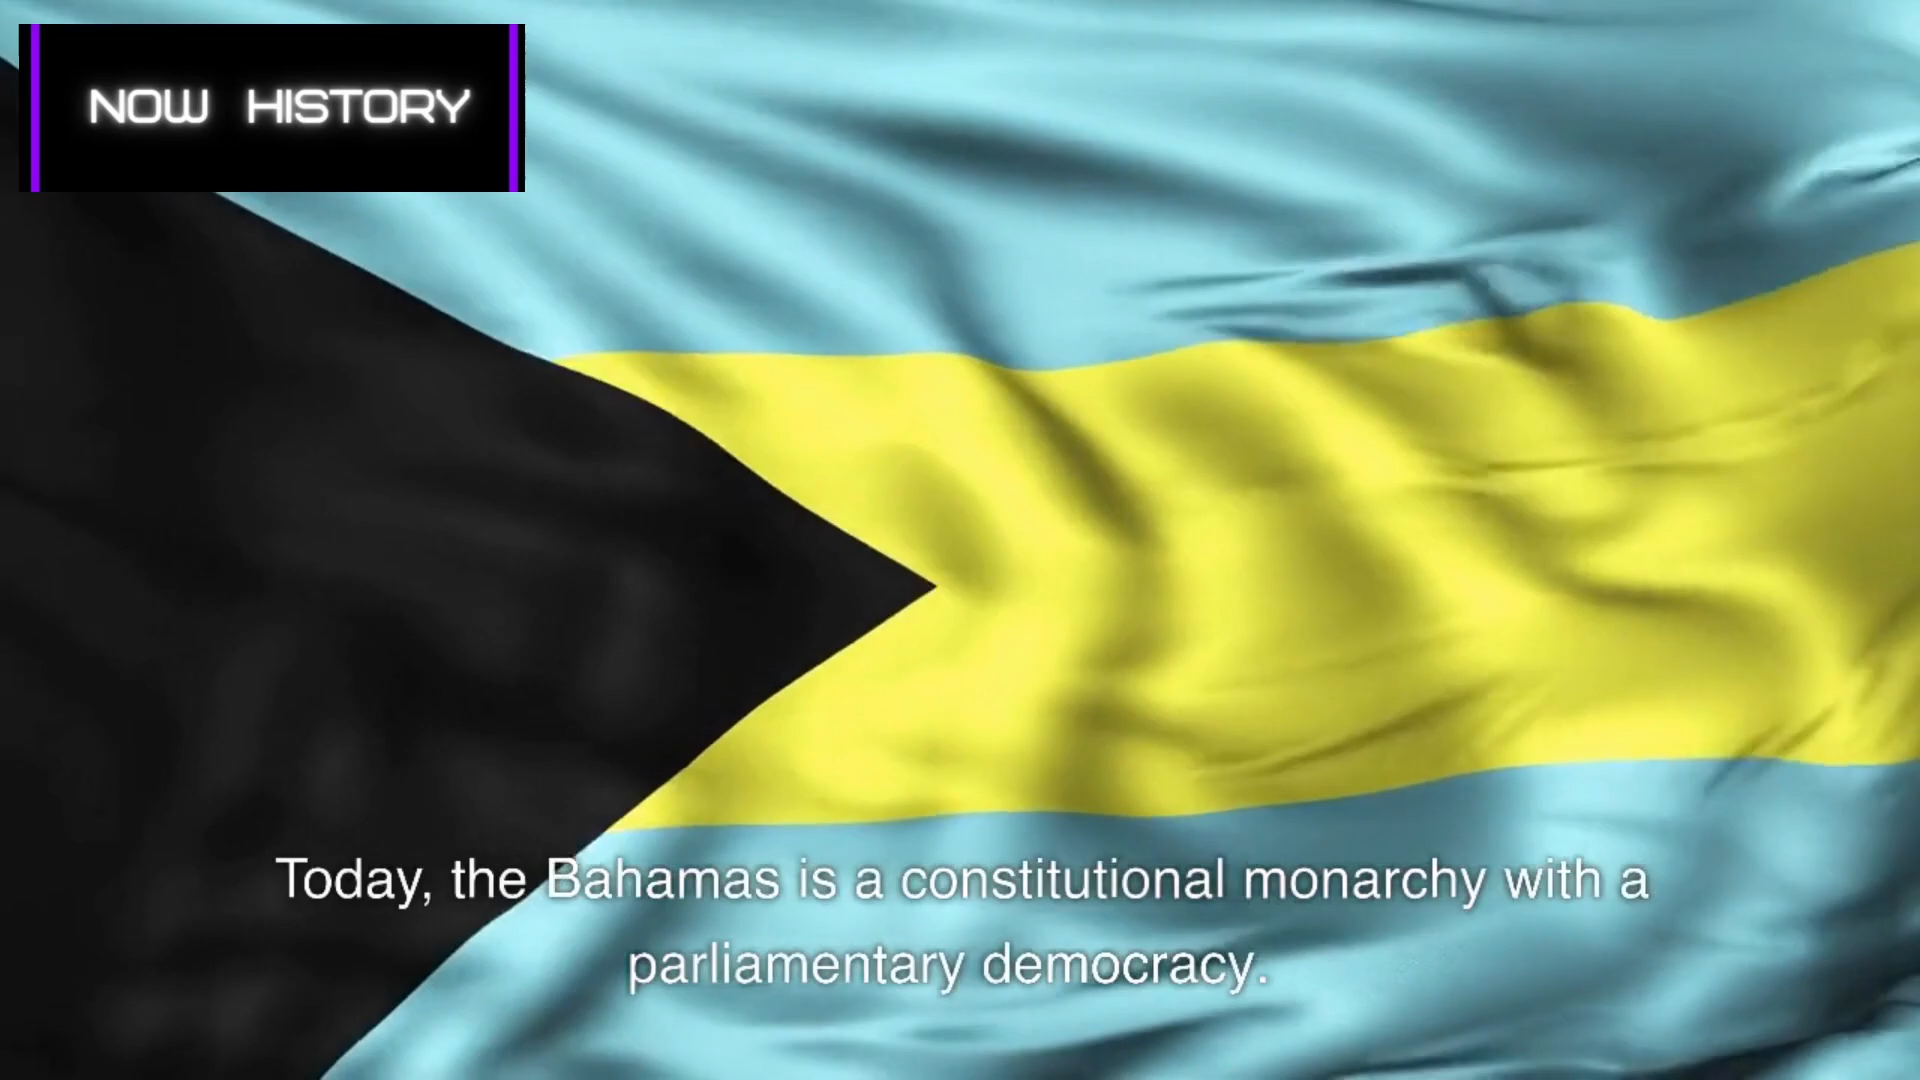 NOW HISTORY
Today, the Bahamas is a constitutional monarchy with a
parliamentary democracy.